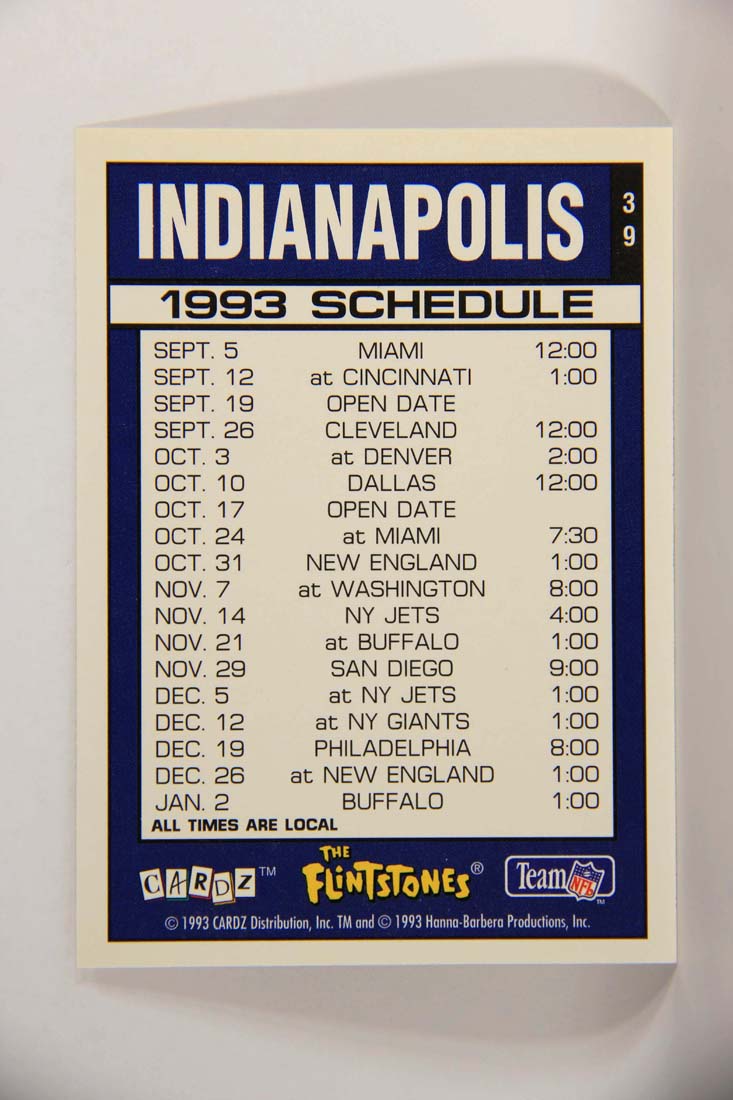 INDIANAPOLIS
39
1993 SCHEDULE
SEPT. 5 MIAMI 12:00
SEPT. 12 at CINCINNATI 1:00
SEPT. 19 OPEN DATE
SEPT. 26 CLEVELAND 12:00
OCT. 3 at DENVER 2:00
OCT. 10 DALLAS 12:00
OCT. 17 OPEN DATE
OCT. 24 at MIAMI 7:30
OCT. 31 NEW ENGLAND 1:00
NOV. 7 at WASHINGTON 8:00
NOV. 14 NY JETS 4:00
NOV. 21 at BUFFALO 1:00
NOV. 29 SAN DIEGO 9:00
DEC. 5 at NY JETS 1:00
DEC. 12 at NY GIANTS 1:00
DEC. 19 PHILADELPHIA 8:00
DEC. 26 at NEW ENGLAND 1:00
JAN. 2 BUFFALO 1:00
ALL TIMES ARE LOCAL
CARDZ™ THE FLINTSTONES® Team NFL™
© 1993 CARDZ Distribution, Inc. TM and © 1993 Hanna-Barbera Productions, Inc.